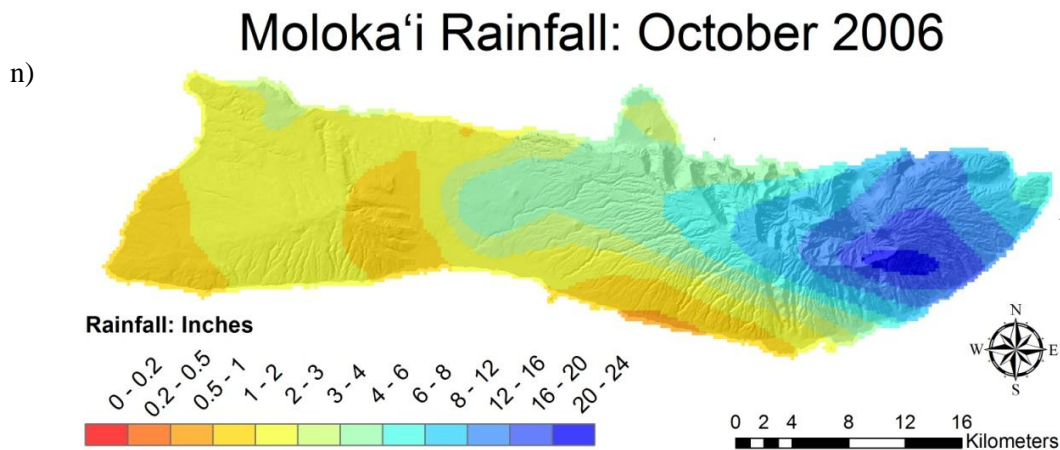 Molokaʻi Rainfall: October 2006
n)
Rainfall: Inches
0 - 0.2
0.2 - 0.5
0.5 - 1
1 - 2
2 - 3
3 - 4
4 - 6
6 - 8
8 - 12
12 - 16
16 - 20
20 - 24
N
W E
S
0 2 4 8 12 16
Kilometers